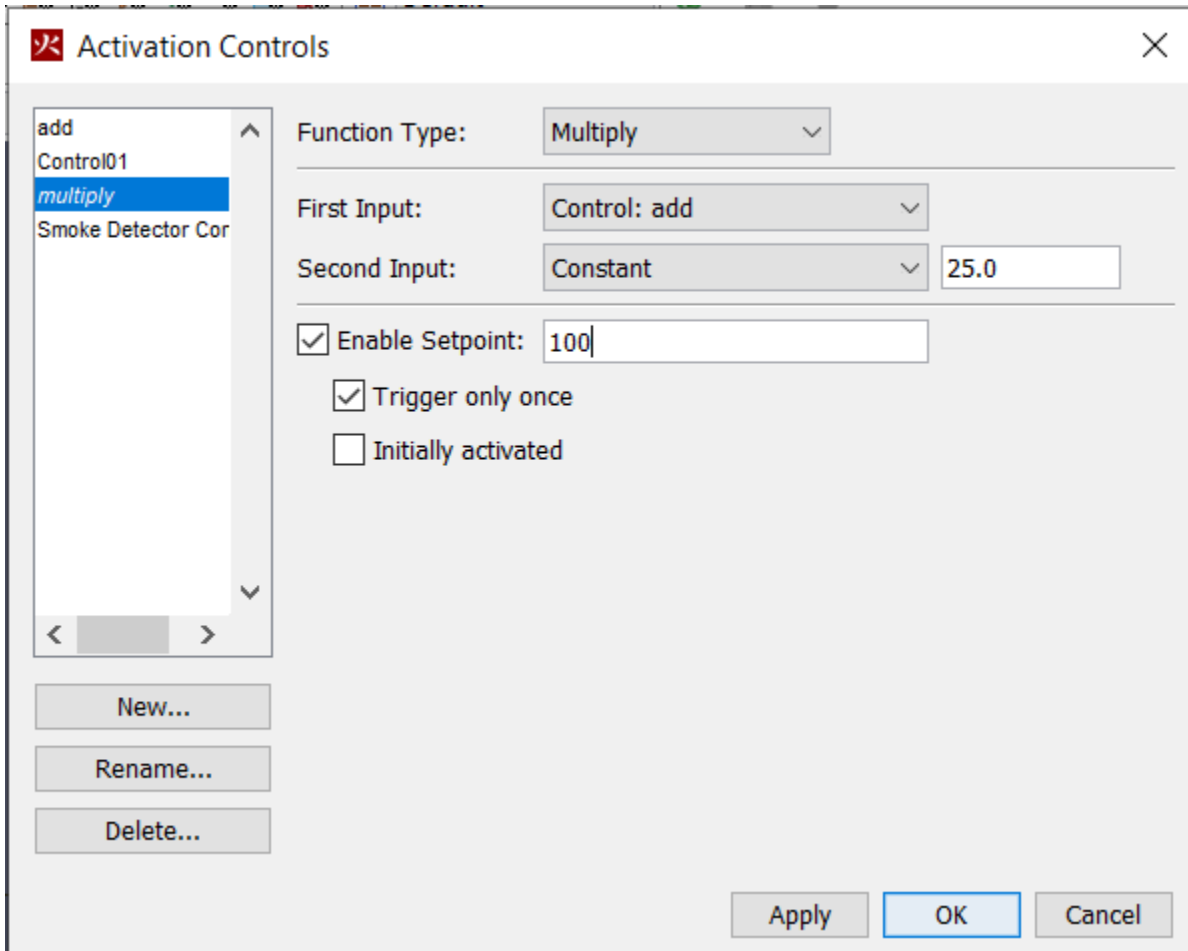 Activation Controls
add
Control01
multiply
Smoke Detector Cor
Function Type: Multiply
First Input: Control: add
Second Input: Constant 25.0
Enable Setpoint: 100
Trigger only once
Initially activated
New...
Rename...
Delete...
Apply OK Cancel